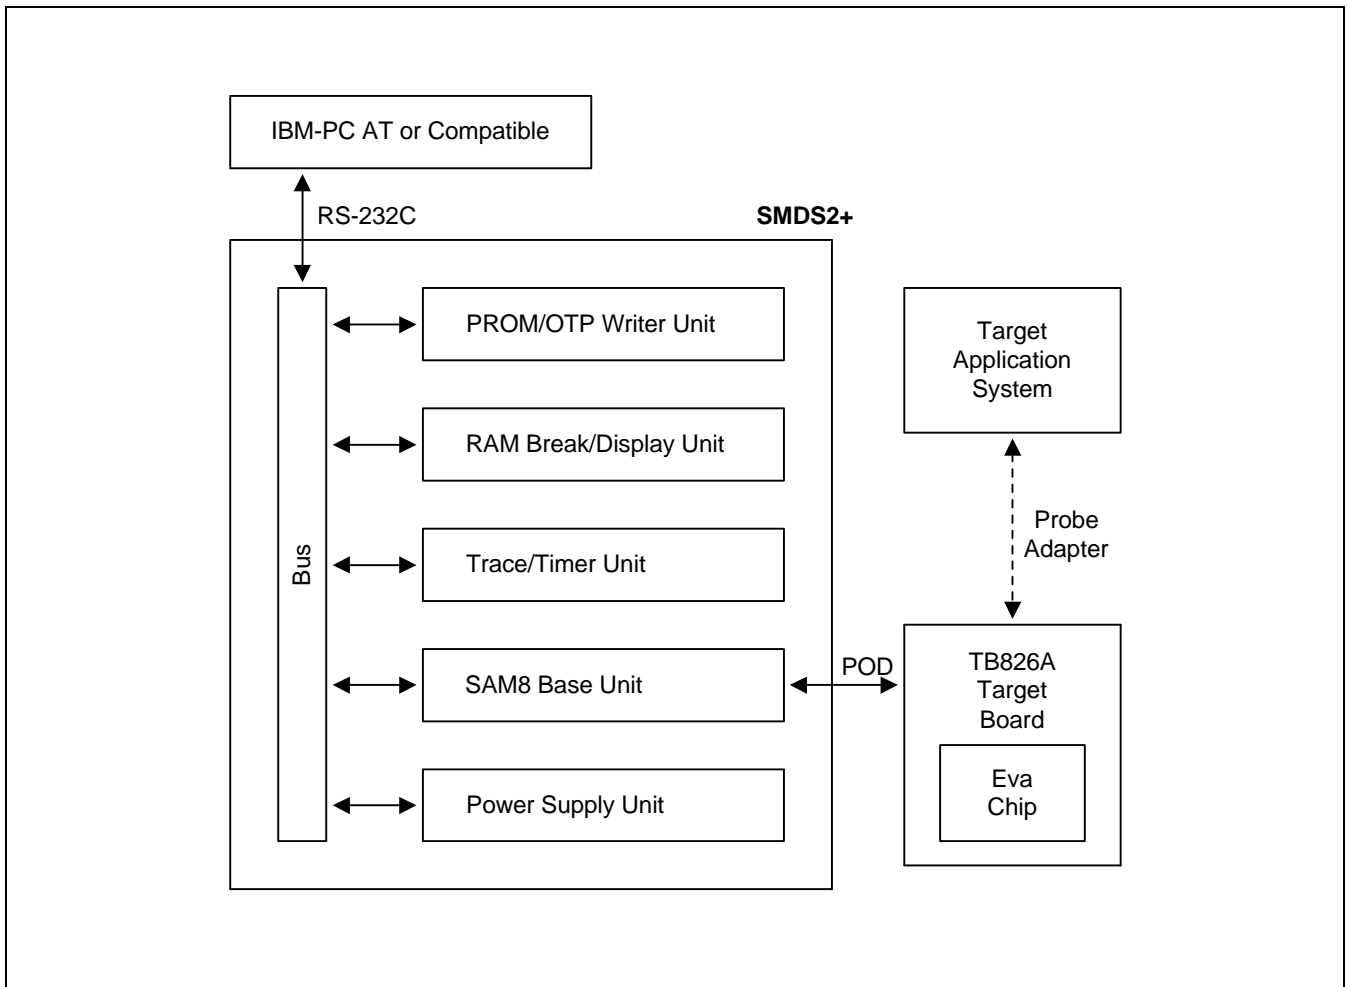 IBM-PC AT or Compatible
RS-232C
SMDS2+
Bus
PROM/OTP Writer Unit
RAM Break/Display Unit
Trace/Timer Unit
SAM8 Base Unit
Power Supply Unit
POD
Target
Application
System
Probe
Adapter
TB826A
Target
Board
Eva
Chip